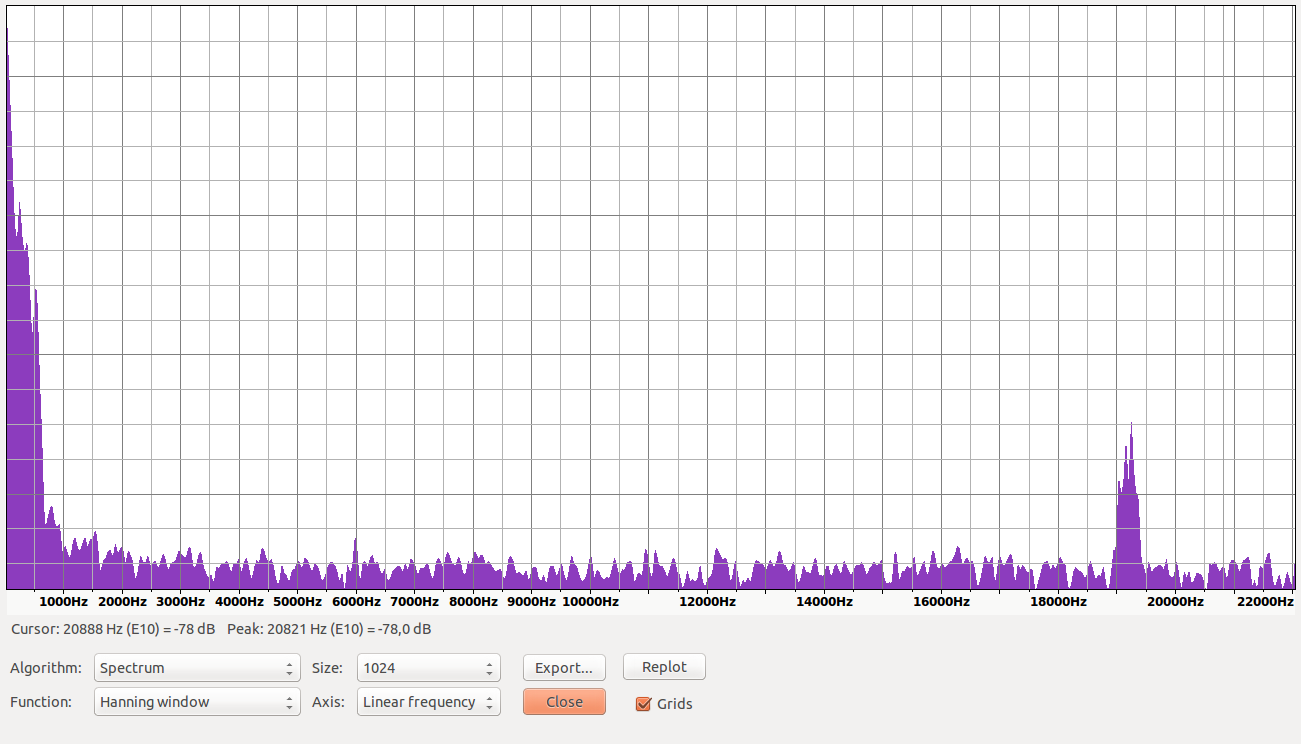 1000Hz 2000Hz 3000Hz 4000Hz 5000Hz 6000Hz 7000Hz 8000Hz 9000Hz 10000Hz 12000Hz 14000Hz 16000Hz 18000Hz 20000Hz 22000Hz
Cursor: 20888 Hz (E10) = -78 dB Peak: 20821 Hz (E10) = -78,0 dB
Algorithm: Spectrum Size: 1024 Export... Replot
Function: Hanning window Axis: Linear frequency Close Grids